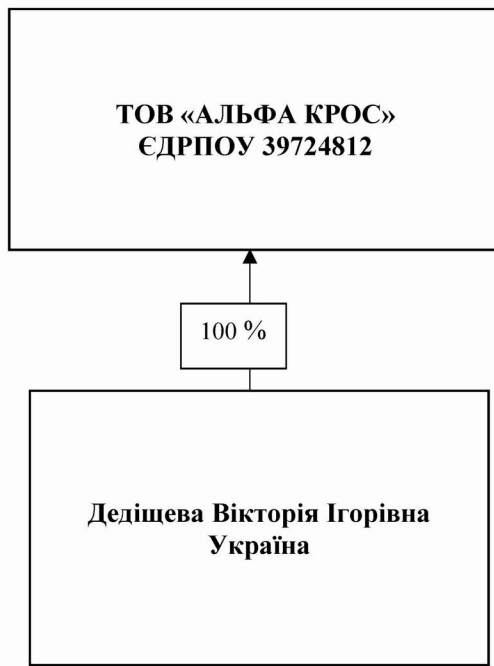 ТОВ «АЛЬФА КРОС»
ЄДРПОУ 39724812
100 %
Дедіщева Вікторія Ігорівна
Україна